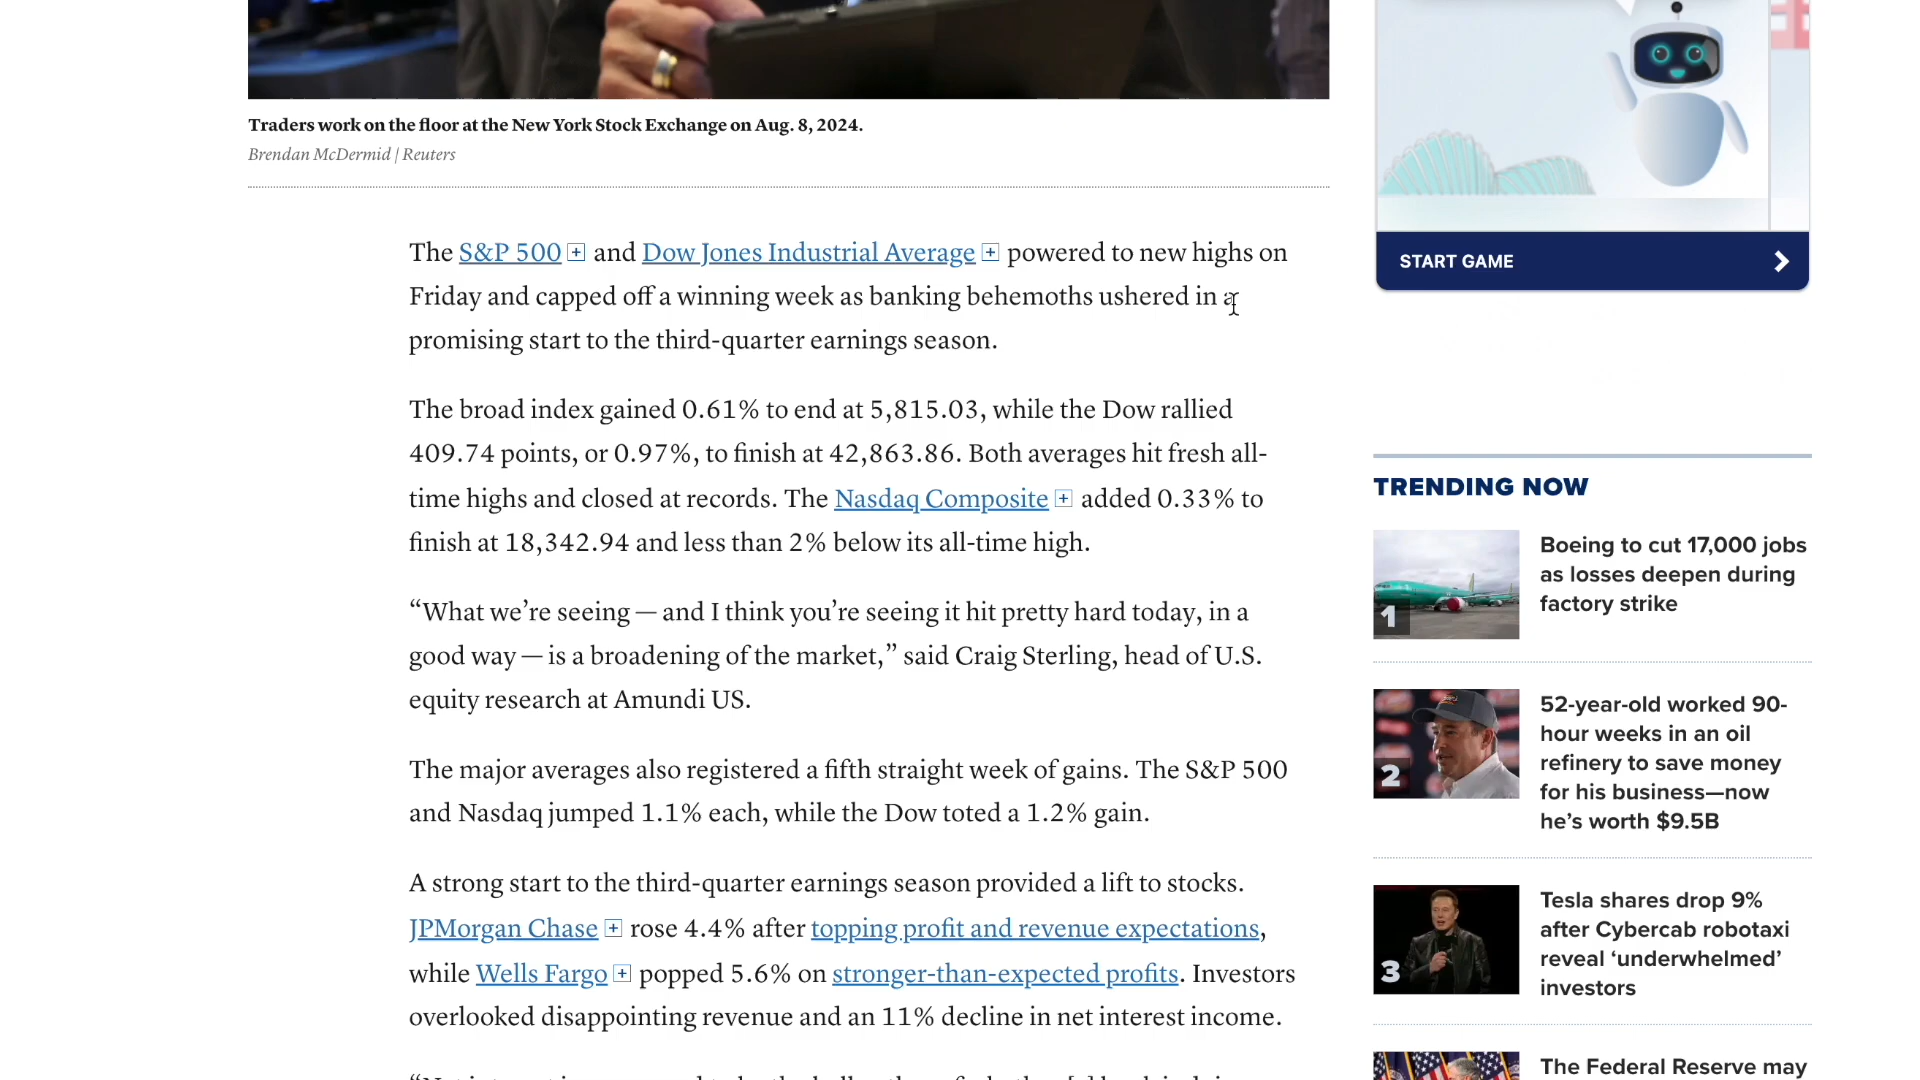 Traders work on the floor at the New York Stock Exchange on Aug. 8, 2024.
Brendan McDermid | Reuters
The S&P 500 and Dow Jones Industrial Average powered to new highs on
Friday and capped off a winning week as banking behemoths ushered in a
promising start to the third-quarter earnings season.
The broad index gained 0.61% to end at 5,815.03, while the Dow rallied
409.74 points, or 0.97%, to finish at 42,863.86. Both averages hit fresh all-
time highs and closed at records. The Nasdaq Composite added 0.33% to
finish at 18,342.94 and less than 2% below its all-time high.
“What we’re seeing — and I think you’re seeing it hit pretty hard today, in a
good way — is a broadening of the market,” said Craig Sterling, head of U.S.
equity research at Amundi US.
The major averages also registered a fifth straight week of gains. The S&P 500
and Nasdaq jumped 1.1% each, while the Dow toted a 1.2% gain.
A strong start to the third-quarter earnings season provided a lift to stocks.
JPMorgan Chase rose 4.4% after topping profit and revenue expectations,
while Wells Fargo popped 5.6% on stronger-than-expected profits. Investors
overlooked disappointing revenue and an 11% decline in net interest income.
START GAME
TRENDING NOW
1
Boeing to cut 17,000 jobs
as losses deepen during
factory strike
2
52-year-old worked 90-
hour weeks in an oil
refinery to save money
for his business—now
he’s worth $9.5B
3
Tesla shares drop 9%
after Cybercab robotaxi
reveal ‘underwhelmed’
investors
The Federal Reserve may